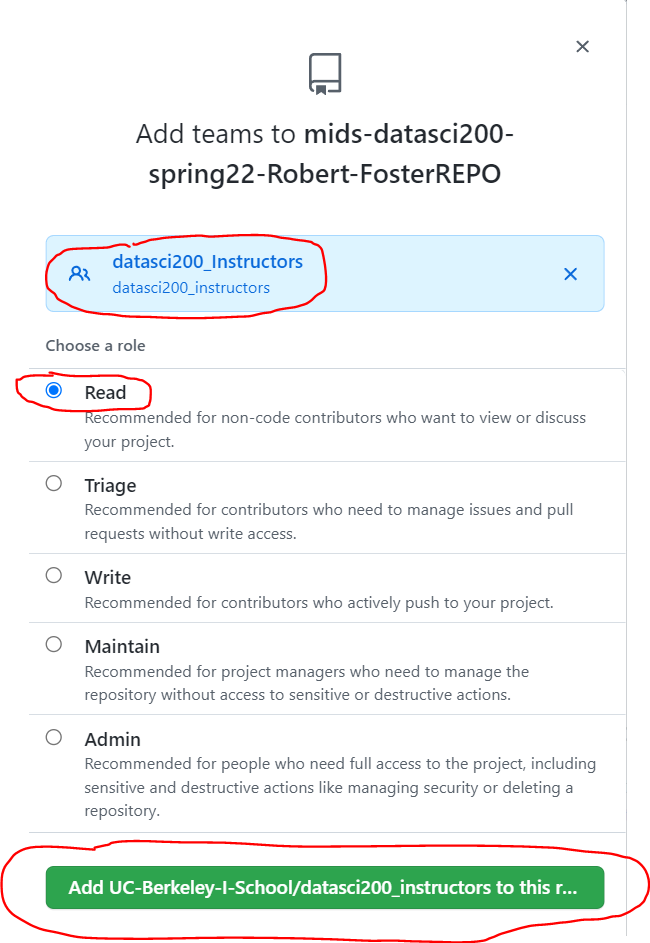 Add teams to mids-datasci200-
spring22-Robert-FosterREPO
datasci200_Instructors
datasci200_instructors
Choose a role
Read
Recommended for non-code contributors who want to view or discuss
your project.
Triage
Recommended for contributors who need to manage issues and pull
requests without write access.
Write
Recommended for contributors who actively push to your project.
Maintain
Recommended for project managers who need to manage the
repository without access to sensitive or destructive actions.
Admin
Recommended for people who need full access to the project, including
sensitive and destructive actions like managing security or deleting a
repository.
Add UC-Berkeley-I-School/datasci200_instructors to this r...